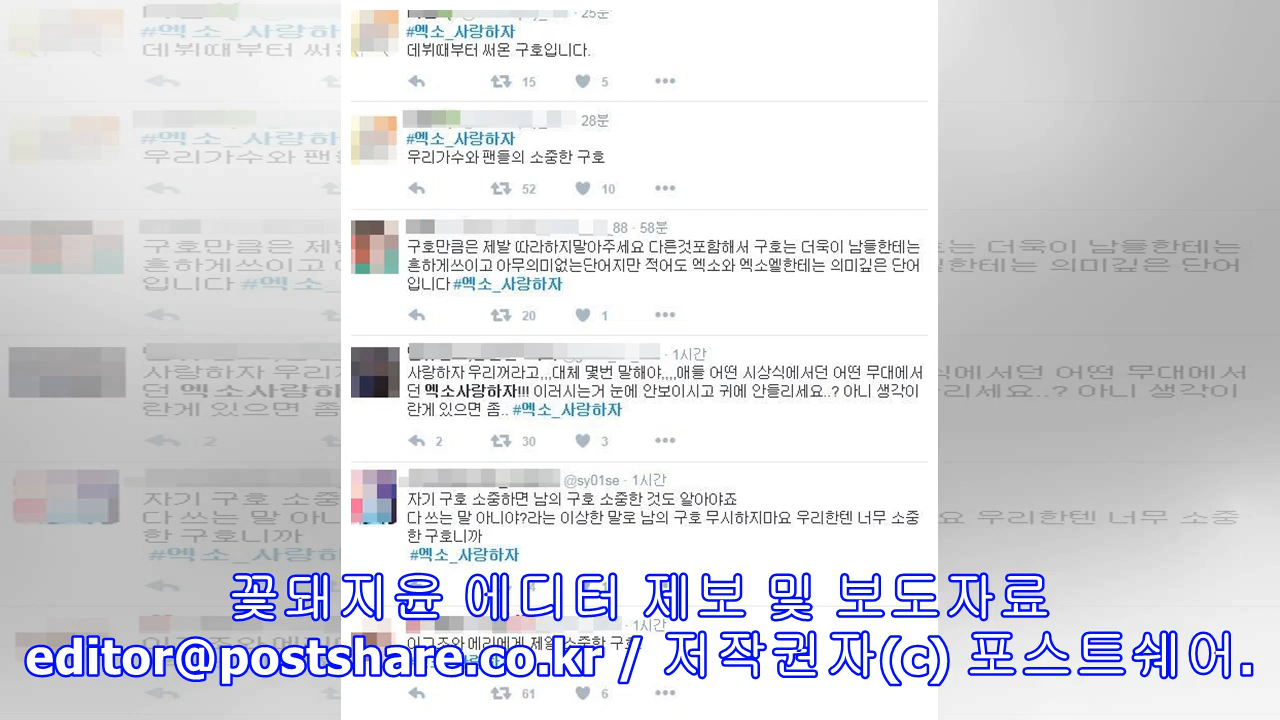 25분
#엑소_사랑하자
데뷔때부터 써온 구호입니다.
15 5
28분
#엑소_사랑하자
우리가수와 팬들의 소중한 구호
52 10
_88 · 58분
구호만큼은 제발 따라하지말아주세요 다른것포함해서 구호는 더욱이 남들한테는
흔하게쓰이고 아무의미없는단어지만 적어도 엑소와 엑소엘한테는 의미깊은 단어
입니다 #엑소_사랑하자
20 1
· 1시간
사랑하자 우리꺼라고,,,대체 몇번 말해야,,,,애들 어떤 시상식에서던 어떤 무대에서
던 엑소사랑하자!!! 이러시는거 눈에 안보이시고 귀에 안들리세요..? 아니 생각이
란게 있으면 좀.. #엑소_사랑하자
2 30 3
@sy01se · 1시간
자기 구호 소중하면 남의 구호 소중한 것도 알아야죠
다 쓰는 말 아니야?라는 이상한 말로 남의 구호 무시하지마요 우리한텐 너무 소중
한 구호니까
#엑소_사랑하자
· 1시간
꽃돼지윤 에디터 제보 및 보도자료
editor@postshare.co.kr / 저작권자(c) 포스트쉐어.
61 6